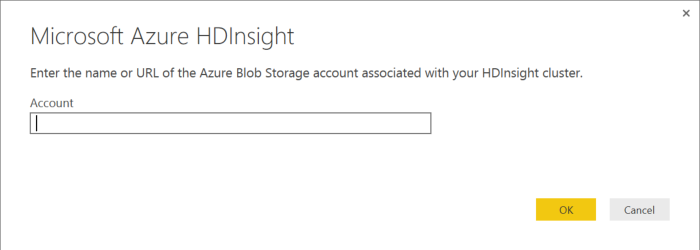 Microsoft Azure HDInsight
Enter the name or URL of the Azure Blob Storage account associated with your HDInsight cluster.
Account
OK
Cancel